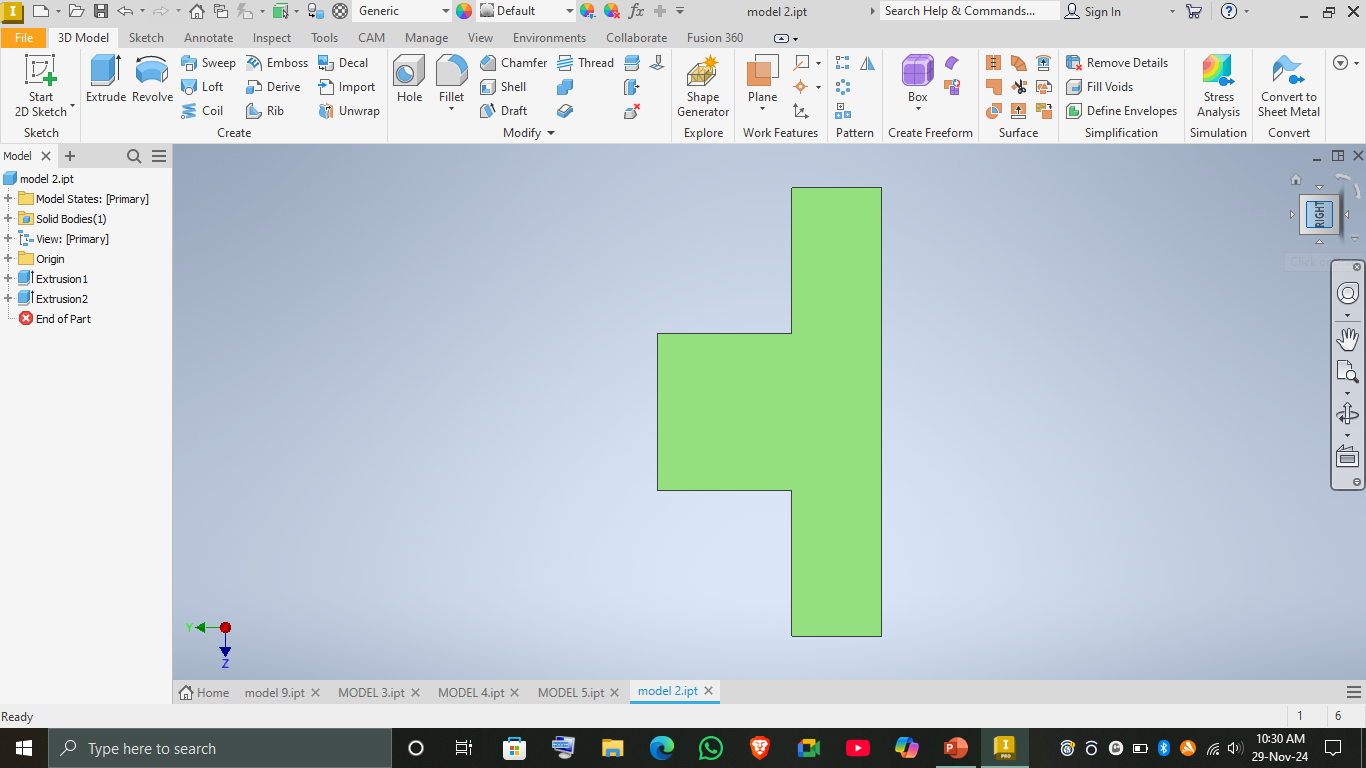 I Generic Default fx model 2.ipt Search Help & Commands... Sign In ?
File 3D Model Sketch Annotate Inspect Tools CAM Manage View Environments Collaborate Fusion 360
Start
2D Sketch
Extrude Revolve
Sweep Emboss Decal
Loft Derive Import
Coil Rib Unwrap
Hole Fillet
Chamfer Thread
Shell
Draft
Shape
Generator
Plane
Box
Remove Details
Fill Voids
Define Envelopes
Stress
Analysis
Convert to
Sheet Metal
Sketch Create Modify Explore Work Features Pattern Create Freeform Surface Simplification Simulation Convert
Model
model 2.ipt
Model States: [Primary]
Solid Bodies(1)
View: [Primary]
Origin
Extrusion1
Extrusion2
End of Part
RIGHT
Y
Z
Home model 9.ipt MODEL 3.ipt MODEL 4.ipt MODEL 5.ipt model 2.ipt
Ready 1 6
Type here to search
I
PRO
10:30 AM
29-Nov-24